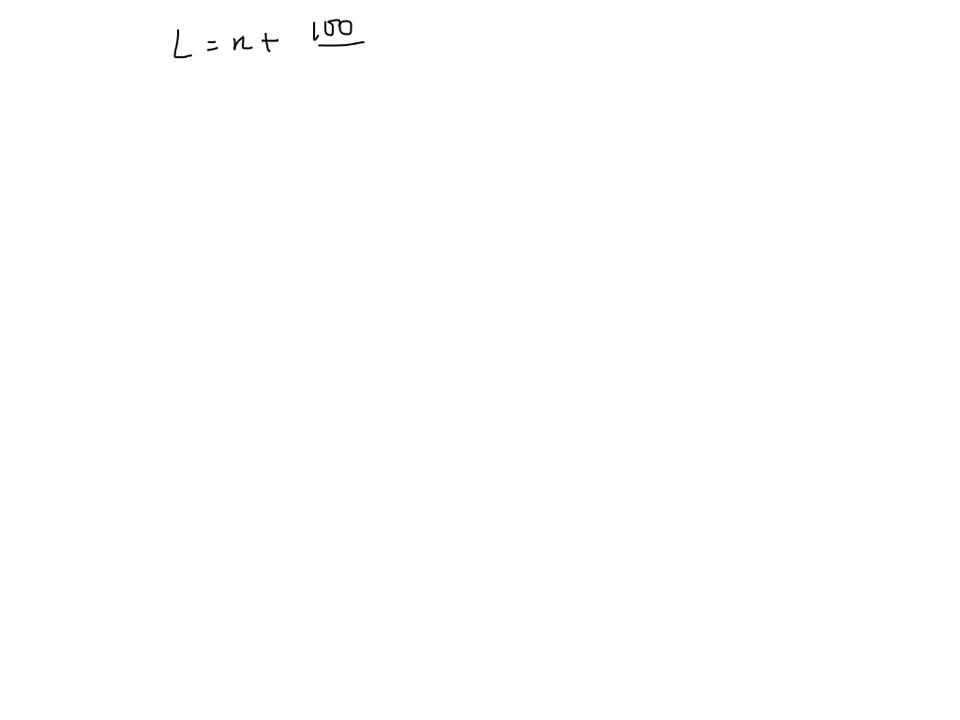 L = n + 100/